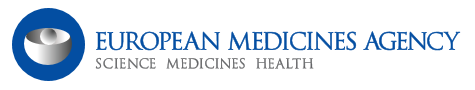 EUROPEAN MEDICINES AGENCY
SCIENCE MEDICINES HEALTH